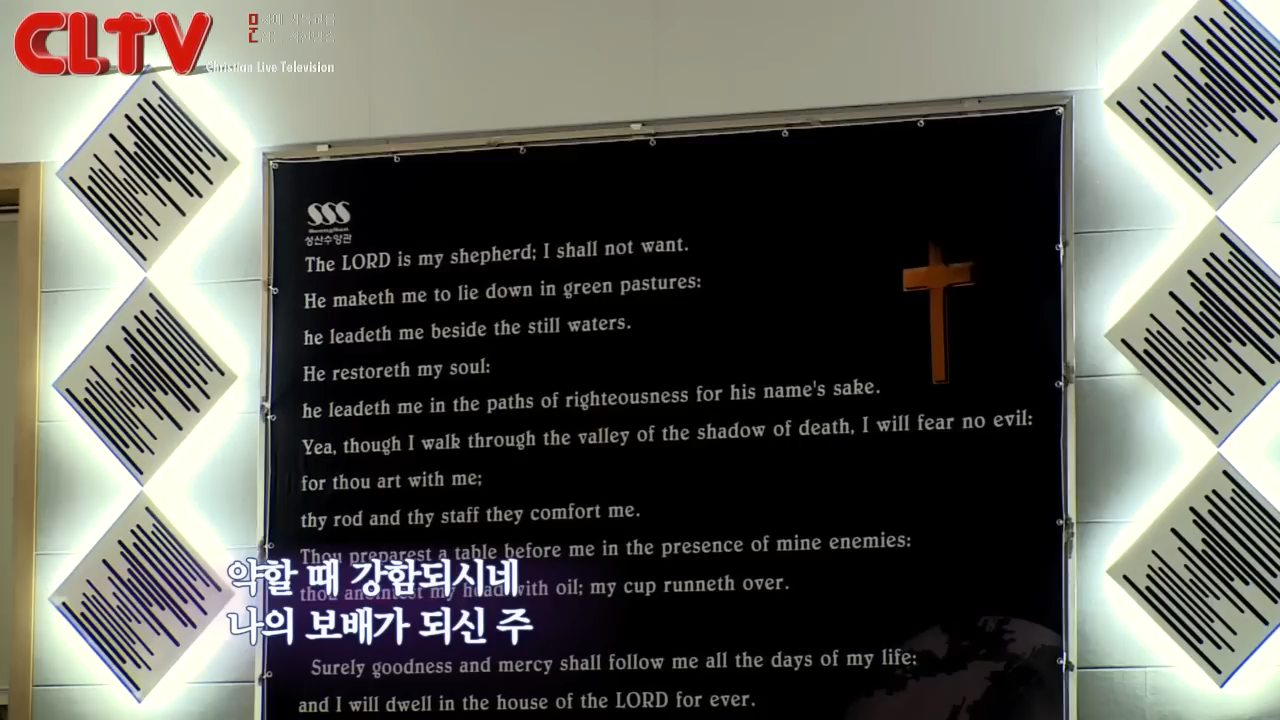 CLTV
Christian Live Television
SSS
SeongSan
성산수양관
The LORD is my shepherd; I shall not want.
He maketh me to lie down in green pastures:
he leadeth me beside the still waters.
He restoreth my soul:
he leadeth me in the paths of righteousness for his name's sake.
Yea, though I walk through the valley of the shadow of death, I will fear no evil:
for thou art with me;
thy rod and thy staff they comfort me.
Thou preparest a table before me in the presence of mine enemies:
thou anointest my head with oil; my cup runneth over.
약할 때 강함되시네
나의 보배가 되신 주
Surely goodness and mercy shall follow me all the days of my life:
and I will dwell in the house of the LORD for ever.